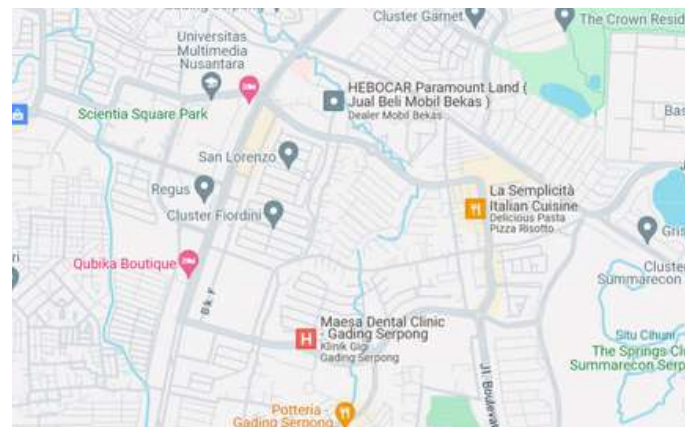 Cluster Garnet
The Crown Resid
Universitas
Multimedia
Nusantara
HEBOCAR Paramount Land (
Jual Beli Mobil Bekas )
Dealer Mobil Bekas
Scientia Square Park
Bas
San Lorenzo
Regus
La Semplicità
Italian Cuisine
Delicious Pasta
Pizza Risotto...
Cluster Fiordini
Gris
Qubika Boutique
Cluster
Summarecon
Maesa Dental Clinic
- Gading Serpong
Klinik Gigi
Gading Serpong
Situ Cihuni
The Springs Cl
Summarecon Serp
Jl. Boulevar
Potteria -
Gading Serpong